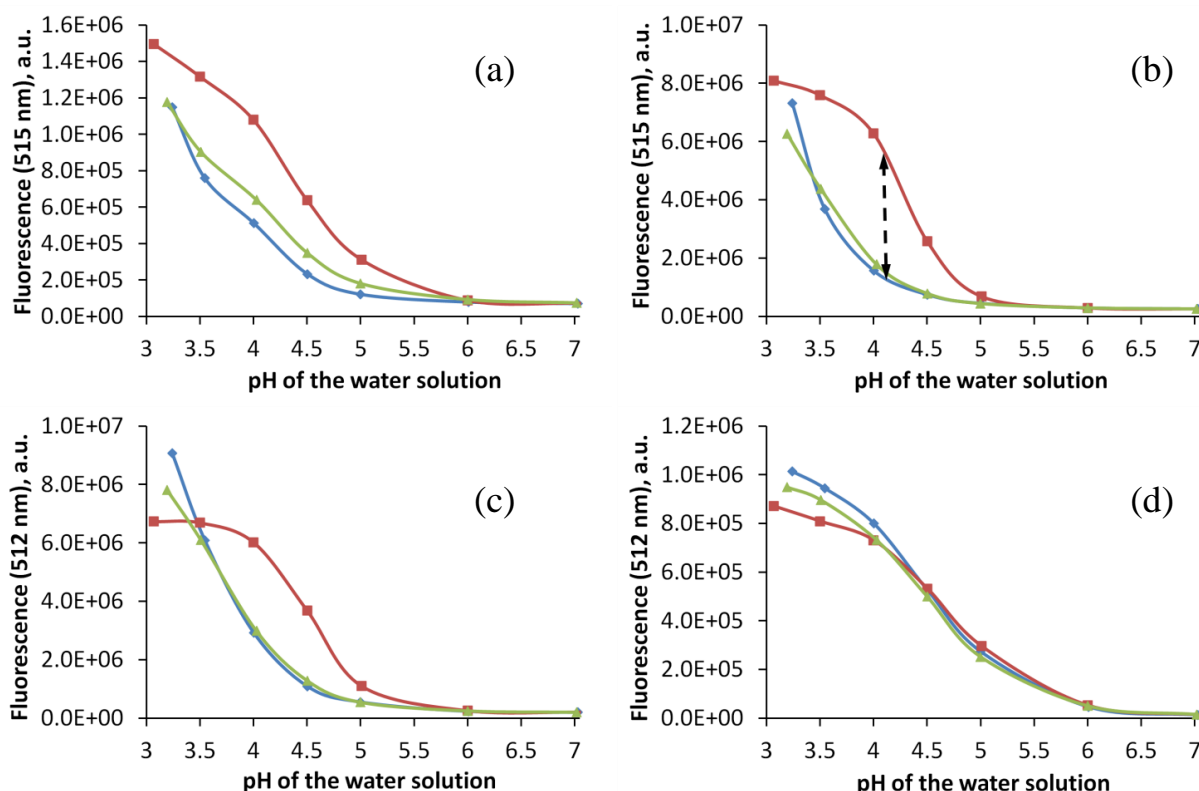 Fluorescence (515 nm), a.u.
1.6E+06
1.4E+06
1.2E+06
1.0E+06
8.0E+05
6.0E+05
4.0E+05
2.0E+05
0.0E+00
(a)
3 3.5 4 4.5 5 5.5 6 6.5 7
pH of the water solution
Fluorescence (515 nm), a.u.
1.0E+07
8.0E+06
6.0E+06
4.0E+06
2.0E+06
0.0E+00
(b)
3 3.5 4 4.5 5 5.5 6 6.5 7
pH of the water solution
Fluorescence (512 nm), a.u.
1.0E+07
8.0E+06
6.0E+06
4.0E+06
2.0E+06
0.0E+00
(c)
3 3.5 4 4.5 5 5.5 6 6.5 7
pH of the water solution
Fluorescence (512 nm), a.u.
1.2E+06
1.0E+06
8.0E+05
6.0E+05
4.0E+05
2.0E+05
0.0E+00
(d)
3 3.5 4 4.5 5 5.5 6 6.5 7
pH of the water solution